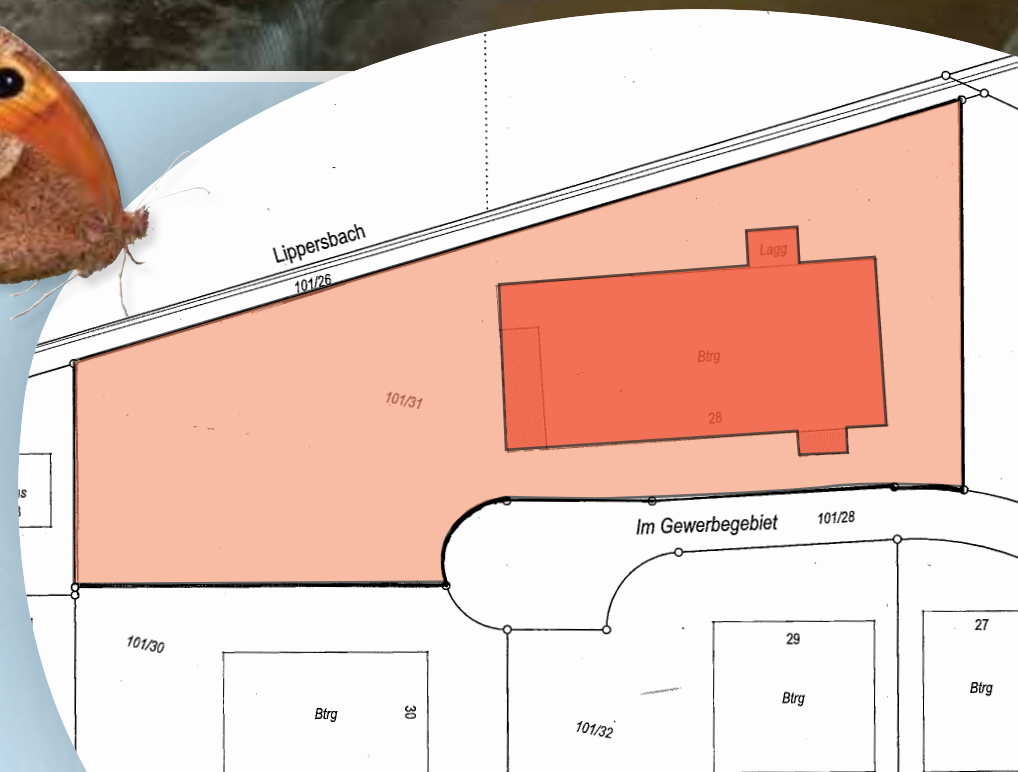 Lippersbach
101/26
Lagg
Btrg
101/31
28
Im Gewerbegebiet
101/28
101/30
29
27
Btrg
30
Btrg
Btrg
101/32